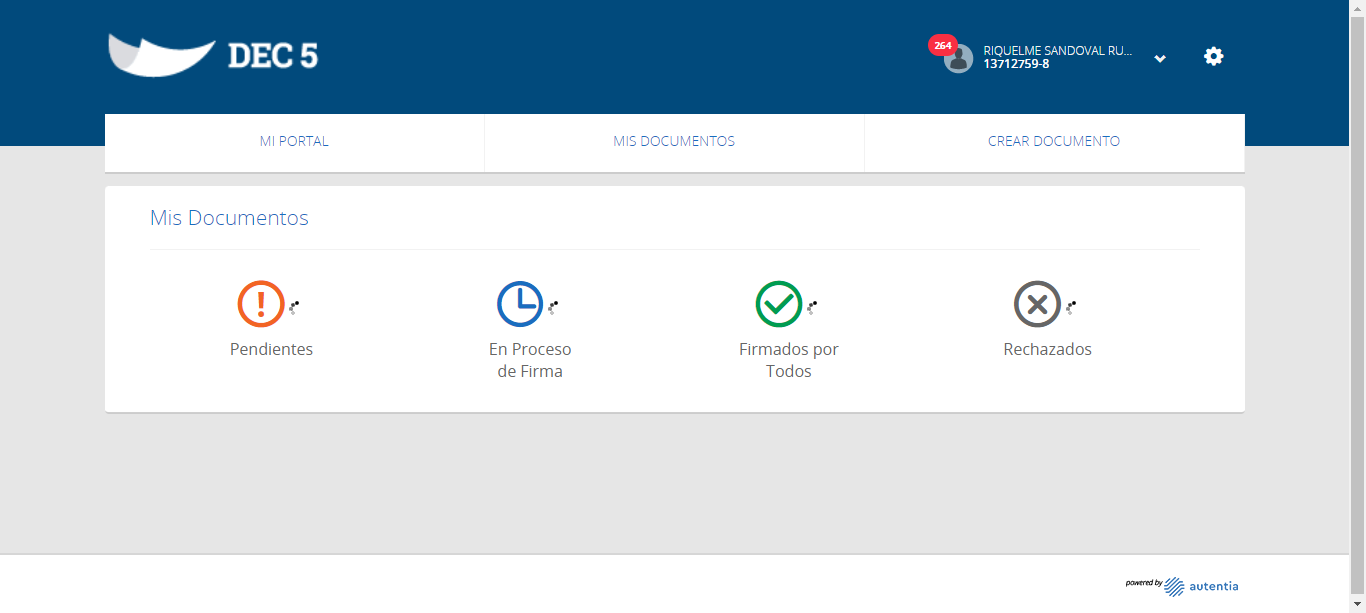 DEC 5
264
RIQUELME SANDOVAL RU...
13712759-8
MI PORTAL
MIS DOCUMENTOS
CREAR DOCUMENTO
Mis Documentos
Pendientes
En Proceso
de Firma
Firmados por
Todos
Rechazados
powered by
autentia